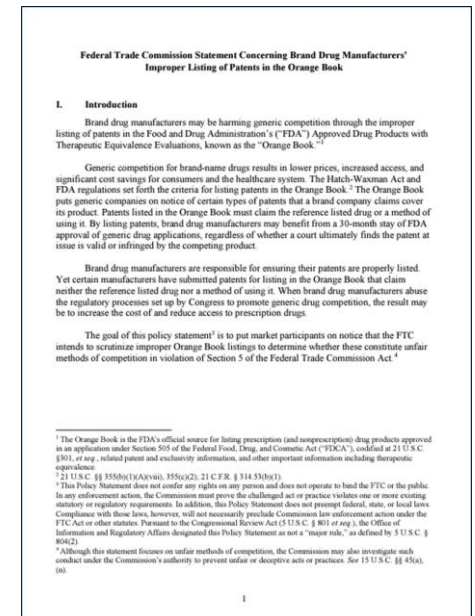 Federal Trade Commission Statement Concerning Brand Drug Manufacturers'
Improper Listing of Patents in the Orange Book
I. Introduction
Brand drug manufacturers may be harming generic competition through the improper
listing of patents in the Food and Drug Administration's ("FDA") Approved Drug Products with
Therapeutic Equivalence Evaluations, known as the "Orange Book."1
Generic competition for brand-name drugs results in lower prices, increased access, and
significant cost savings for consumers and the healthcare system. The Hatch-Waxman Act and
FDA regulations set forth the criteria for listing patents in the Orange Book.2 The Orange Book
puts generic companies on notice of certain types of patents that a brand company claims cover
its product. Patents listed in the Orange Book must claim the reference listed drug or a method of
using it. By listing patents, brand drug manufacturers may benefit from a 30-month stay of FDA
approval of generic drug applications, regardless of whether a court ultimately finds the patent at
issue is valid or infringed by the competing product.
Brand drug manufacturers are responsible for ensuring their patents are properly listed.
Yet certain manufacturers have submitted patents for listing in the Orange Book that claim
neither the reference listed drug nor a method of using it. When brand drug manufacturers abuse
the regulatory processes set up by Congress to promote generic drug competition, the result may
be to increase the cost of and reduce access to prescription drugs.
The goal of this policy statement3 is to put market participants on notice that the FTC
intends to scrutinize improper Orange Book listings to determine whether these constitute unfair
methods of competition in violation of Section 5 of the Federal Trade Commission Act.4
1 The Orange Book is the FDA's official source for listing prescription (and nonprescription) drug products approved
in an application under Section 505 of the Federal Food, Drug, and Cosmetic Act ("FDCA"), codified at 21 U.S.C.
§301, et seq., related patent and exclusivity information, and other important information including therapeutic
equivalence.
2 21 U.S.C. §§ 355(b)(1)(A)(viii), 355(c)(2); 21 C.F.R. § 314.53(b)(1).
3 This Policy Statement does not confer any rights on any person and does not operate to bind the FTC or the public.
In any enforcement action, the Commission must prove the challenged act or practice violates one or more existing
statutory or regulatory requirements. In addition, this Policy Statement does not preempt federal, state, or local laws.
Compliance with those laws, however, will not necessarily preclude Commission law enforcement action under the
FTC Act or other statutes. Pursuant to the Congressional Review Act (5 U.S.C. § 801 et seq.), the Office of
Information and Regulatory Affairs designated this Policy Statement as not a "major rule," as defined by 5 U.S.C. §
804(2).
4 Although this statement focuses on unfair methods of competition, the Commission may also investigate such
conduct under the Commission's authority to prevent unfair or deceptive acts or practices. See 15 U.S.C. §§ 45(a),
(n).
1